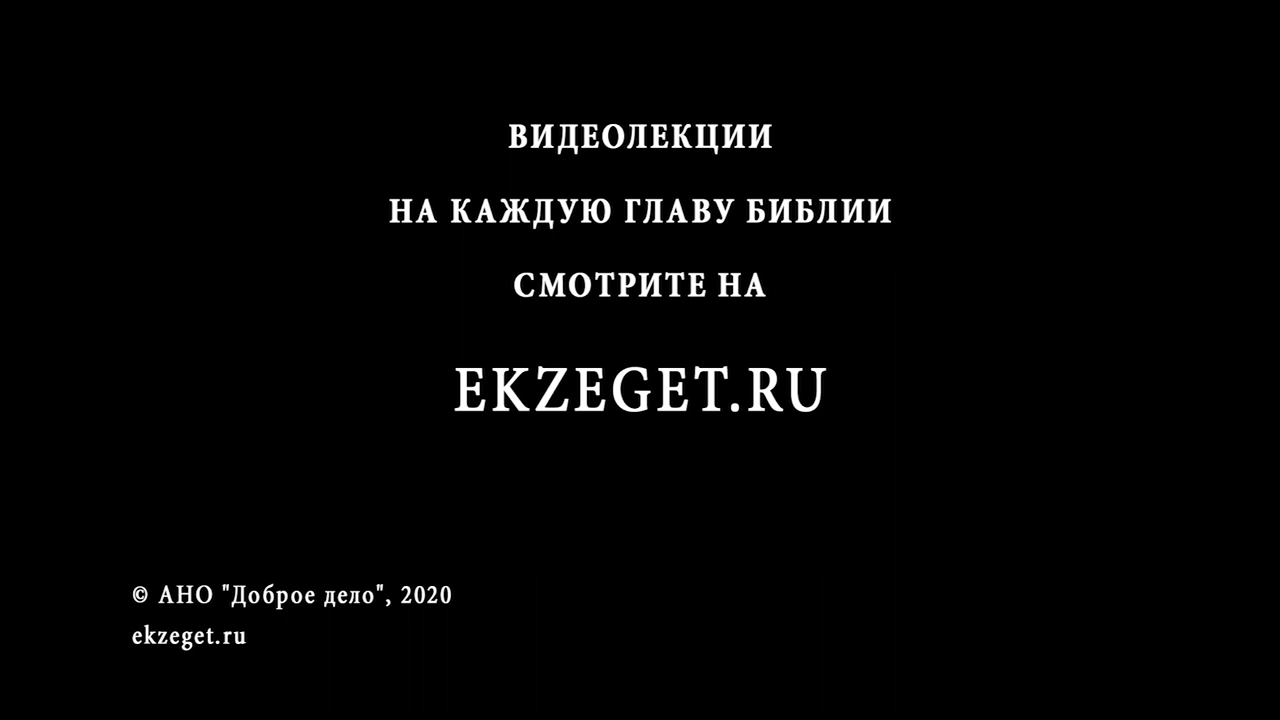 ВИДЕОЛЕКЦИИ
НА КАЖДУЮ ГЛАВУ БИБЛИИ
СМОТРИТЕ НА
EKZEGET.RU
© АНО "Доброе дело", 2020
ekzeget.ru